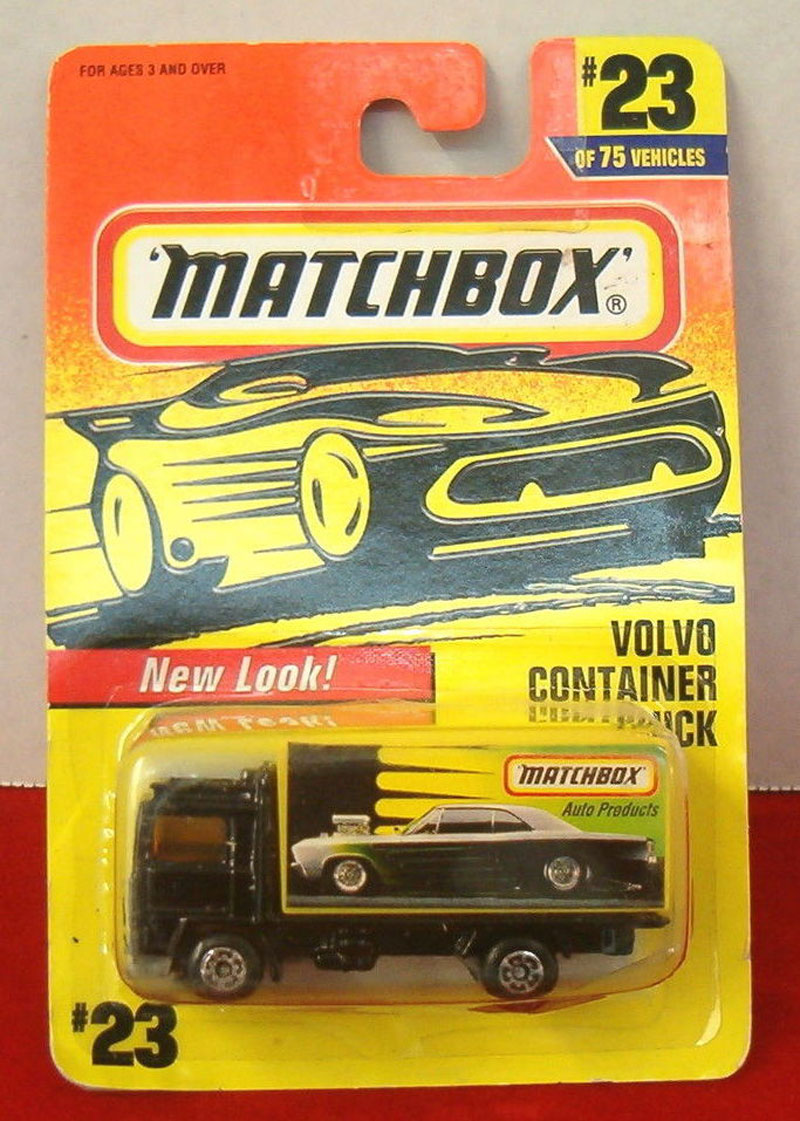 FOR AGES 3 AND OVER
#23
OF 75 VEHICLES
'MATCHBOX'®
New Look!
VOLVO
CONTAINER
'MATCHBOX'
Auto Products
#23